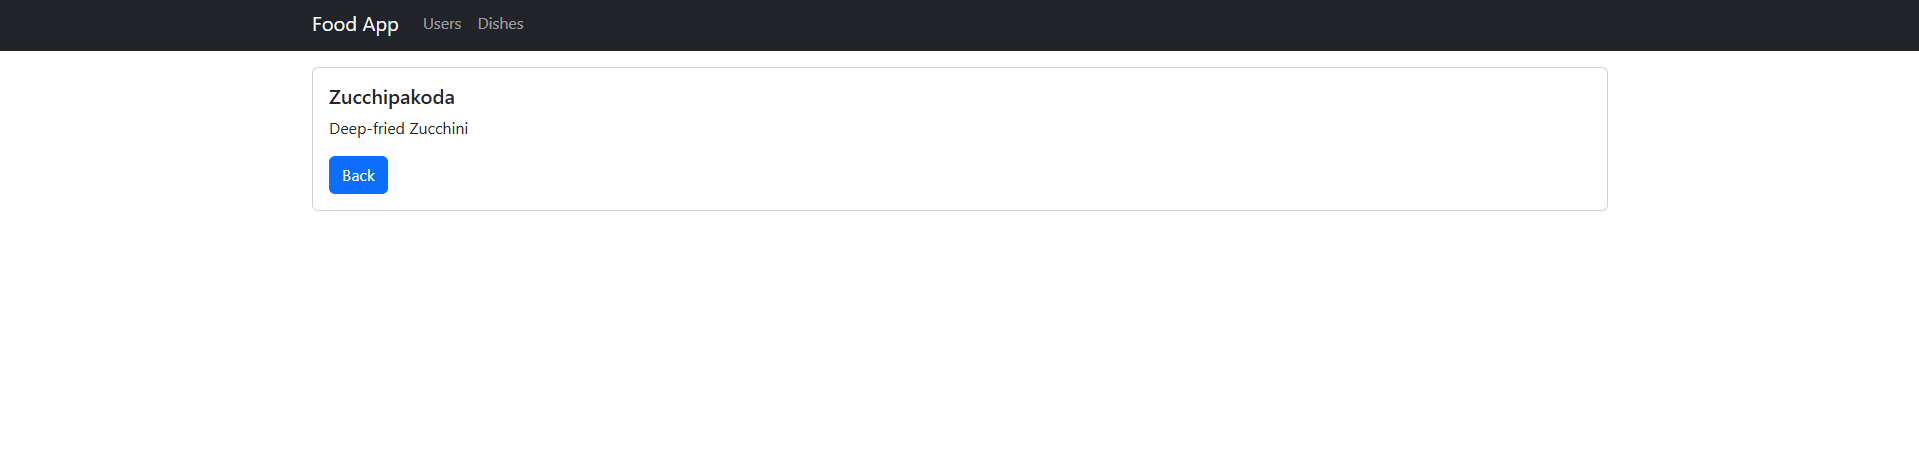 Food App Users Dishes
Zucchipakoda
Deep-fried Zucchini
Back